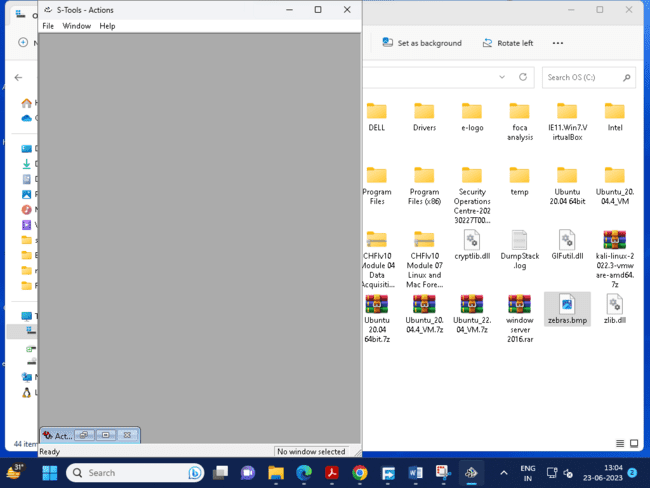 S-Tools - Actions
File Window Help
Set as background
Rotate left
Search OS (C:)
DELL
Drivers
e-logo
foca
analysis
IE11.Win7.V
irtualBox
Intel
Program
Files
Program
Files (x86)
Security
Operations
Centre-202
30227T00...
temp
Ubuntu
20.04 64bit
Ubuntu_20.
04.4_VM
CHFIv10
Module 04
Data
Acquisiti...
CHFIv10
Module 07
Linux and
Mac Fore...
cryptlib.dll
DumpStack
.log
GIFutil.dll
kali-linux-2
022.3-vmw
are-amd64.
7z
Ubuntu
20.04
64bit.7z
Ubuntu_20.
04.4_VM.7z
Ubuntu_22.
04_VM.7z
window
server
2016.rar
zebras.bmp
zlib.dll
Act...
44 item
Ready
No window selected
31°
Search
ENG
IN
13:04
23-06-2023
2